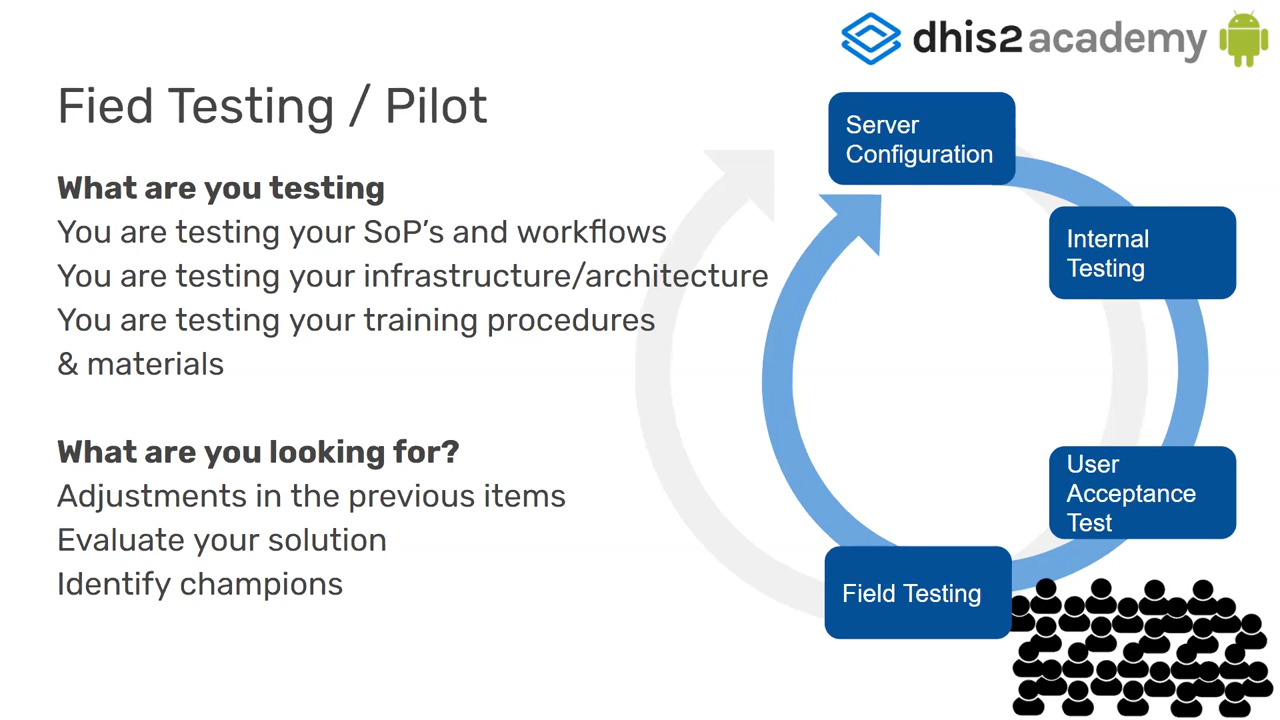 dhis2 academy
Fied Testing / Pilot
What are you testing
You are testing your SoP's and workflows
You are testing your infrastructure/architecture
You are testing your training procedures
& materials
What are you looking for?
Adjustments in the previous items
Evaluate your solution
Identify champions
Server
Configuration
Internal
Testing
User
Acceptance
Test
Field Testing